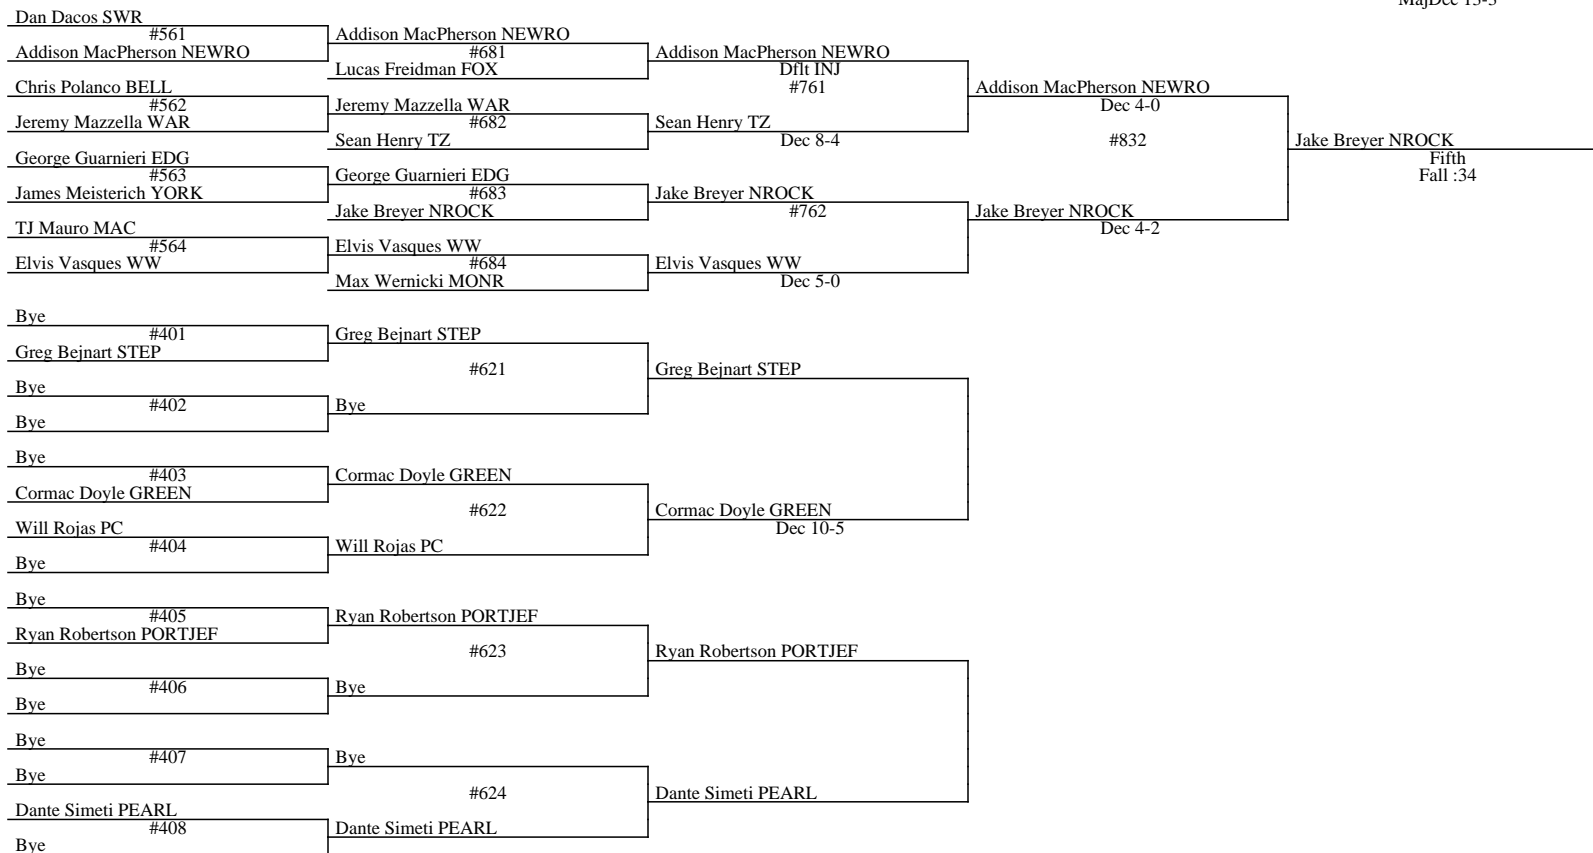 MajDec 13-3
Dan Dacos SWR
#561
Addison MacPherson NEWRO
Chris Polanco BELL
#562
Jeremy Mazzella WAR
George Guarnieri EDG
#563
James Meisterich YORK
TJ Mauro MAC
#564
Elvis Vasques WW
Addison MacPherson NEWRO
#681
Lucas Freidman FOX
Jeremy Mazzella WAR
#682
Sean Henry TZ
George Guarnieri EDG
#683
Jake Breyer NROCK
Elvis Vasques WW
#684
Max Wernicki MONR
Addison MacPherson NEWRO
Dflt INJ
#761
Sean Henry TZ
Dec 8-4
Jake Breyer NROCK
#762
Elvis Vasques WW
Dec 5-0
Addison MacPherson NEWRO
Dec 4-0
#832
Jake Breyer NROCK
Dec 4-2
Jake Breyer NROCK
Fifth
Fall :34
Bye
#401
Greg Bejnart STEP
Bye
#402
Bye
Bye
#403
Cormac Doyle GREEN
Will Rojas PC
#404
Bye
Bye
#405
Ryan Robertson PORTJEF
Bye
#406
Bye
Bye
#407
Bye
Dante Simeti PEARL
#408
Bye
Greg Bejnart STEP
#621
Bye
Cormac Doyle GREEN
#622
Will Rojas PC
Ryan Robertson PORTJEF
#623
Bye
Bye
#624
Dante Simeti PEARL
Greg Bejnart STEP
Cormac Doyle GREEN
Dec 10-5
Ryan Robertson PORTJEF
Dante Simeti PEARL